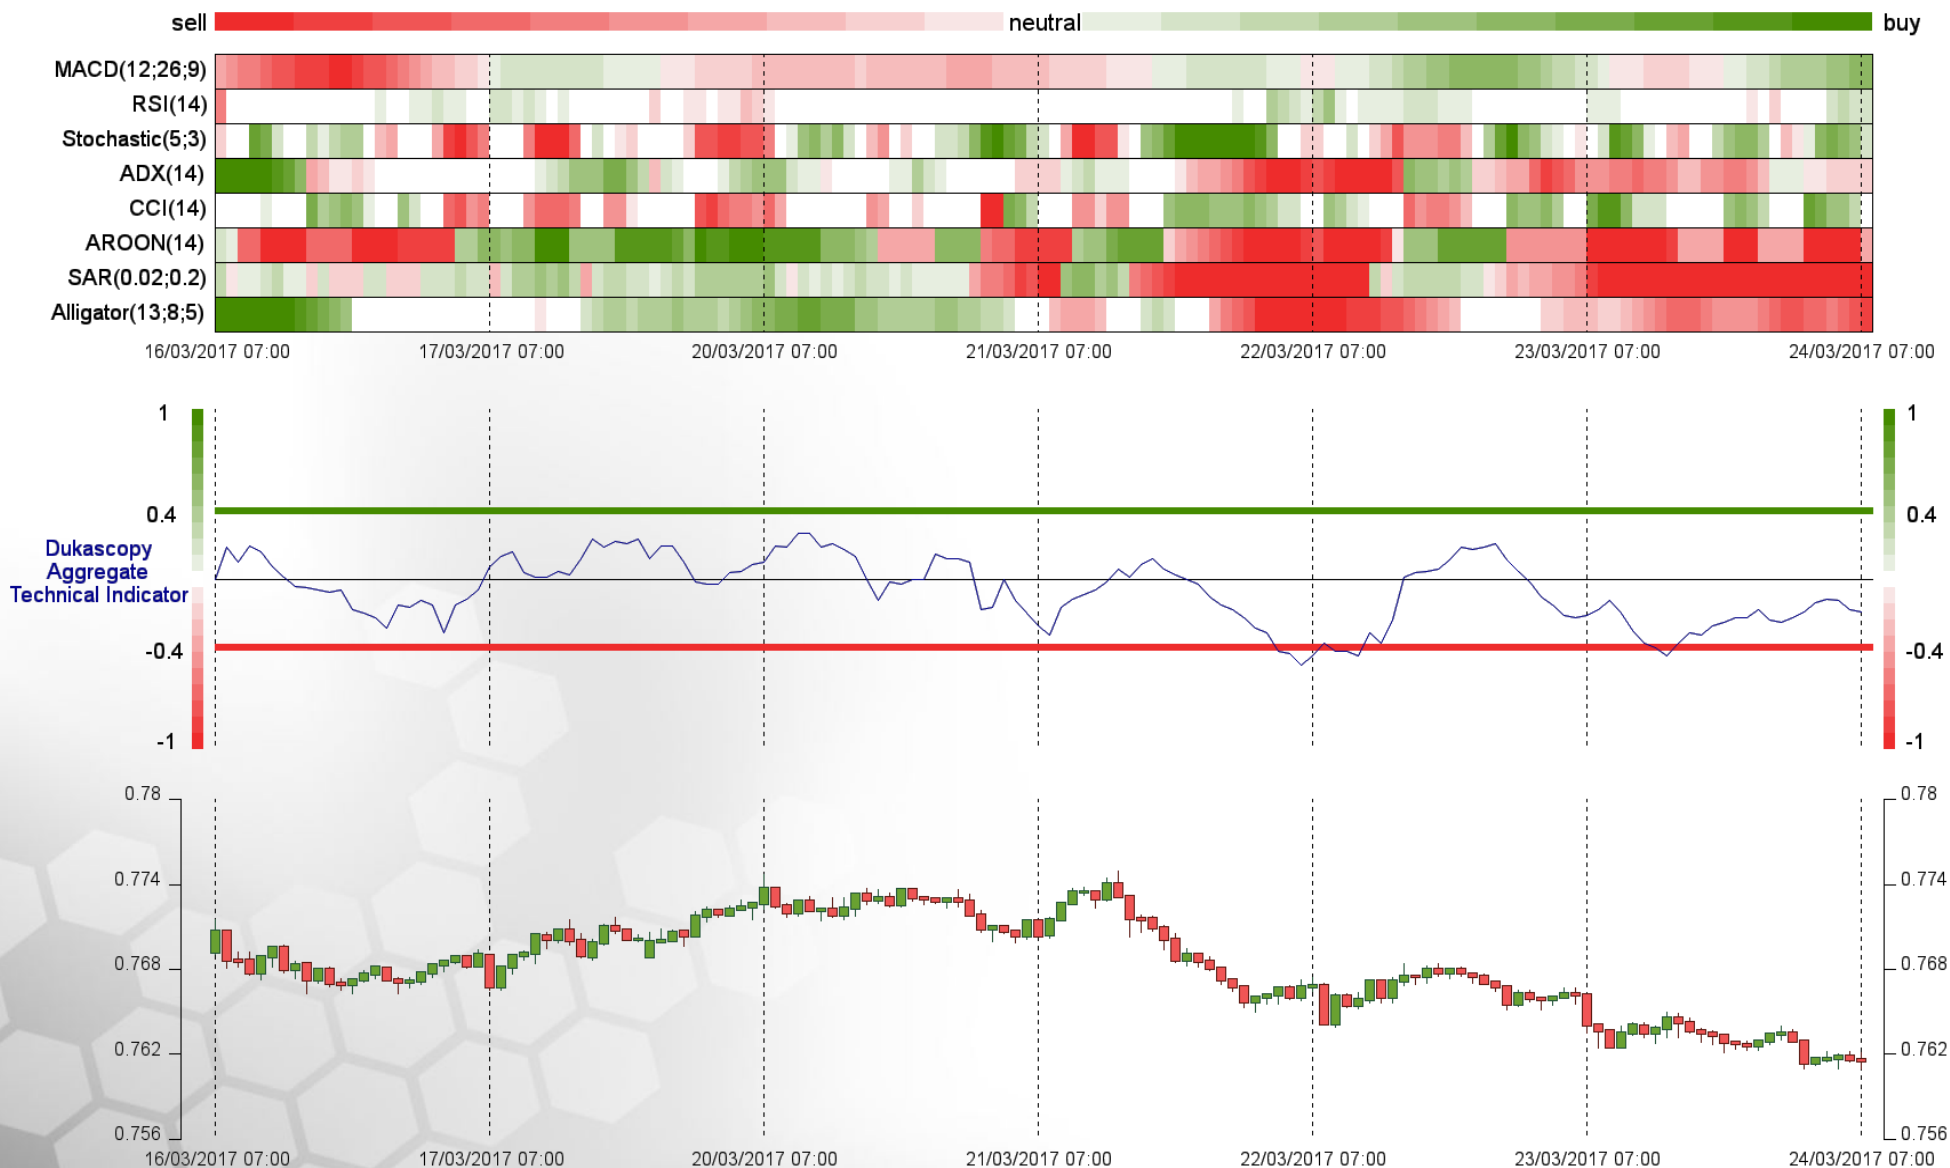 sell neutral buy
MACD(12;26;9)
RSI(14)
Stochastic(5;3)
ADX(14)
CCI(14)
AROON(14)
SAR(0.02;0.2)
Alligator(13;8;5)
16/03/2017 07:00 17/03/2017 07:00 20/03/2017 07:00 21/03/2017 07:00 22/03/2017 07:00 23/03/2017 07:00 24/03/2017 07:00
1 1
0.4 0.4
Dukascopy
Aggregate
Technical Indicator
-0.4 -0.4
-1 -1
0.78 0.78
0.774 0.774
0.768 0.768
0.762 0.762
0.756 0.756
16/03/2017 07:00 17/03/2017 07:00 20/03/2017 07:00 21/03/2017 07:00 22/03/2017 07:00 23/03/2017 07:00 24/03/2017 07:00